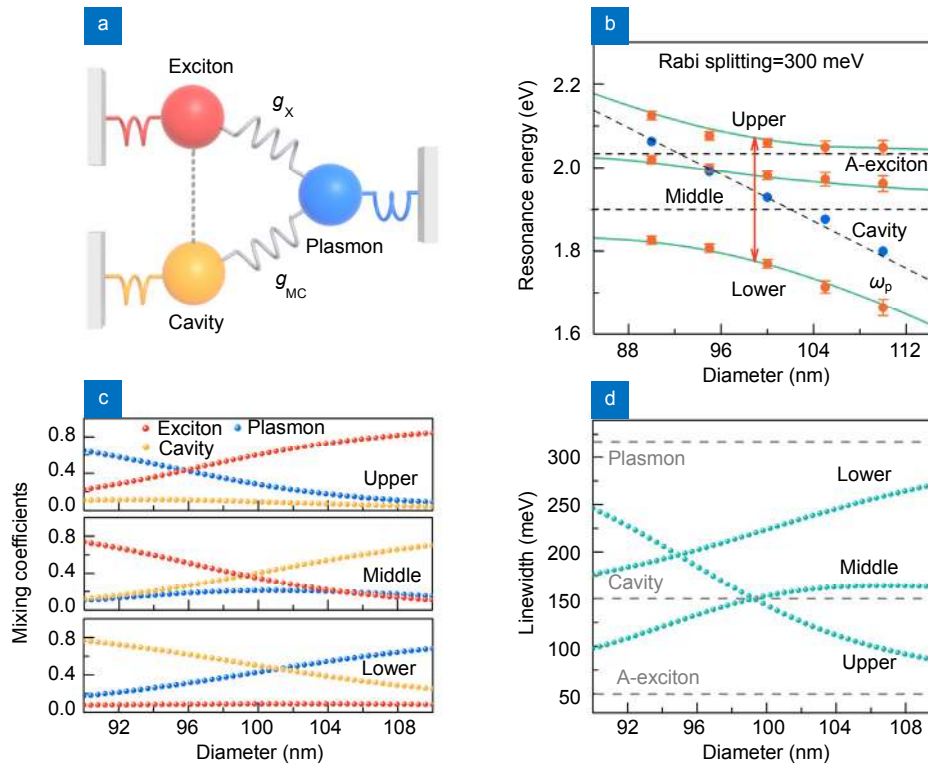 a
Exciton
gX
Plasmon
gMC
Cavity
b
Rabi splitting=300 meV
Upper
A-exciton
Middle
Cavity
ωp
Lower
2.2
2.0
1.8
1.6
Resonance energy (eV)
88 96 104 112
Diameter (nm)
c
Exciton Plasmon
Cavity
0.8
0.4
0.0
Upper
0.8
0.4
0.0
Middle
0.8
0.4
0.0
Lower
Mixing coefficients
92 96 100 104 108
Diameter (nm)
d
300
250
200
150
100
50
Linewidth (meV)
Plasmon
Lower
Cavity
Middle
Upper
A-exciton
92 96 100 104 108
Diameter (nm)